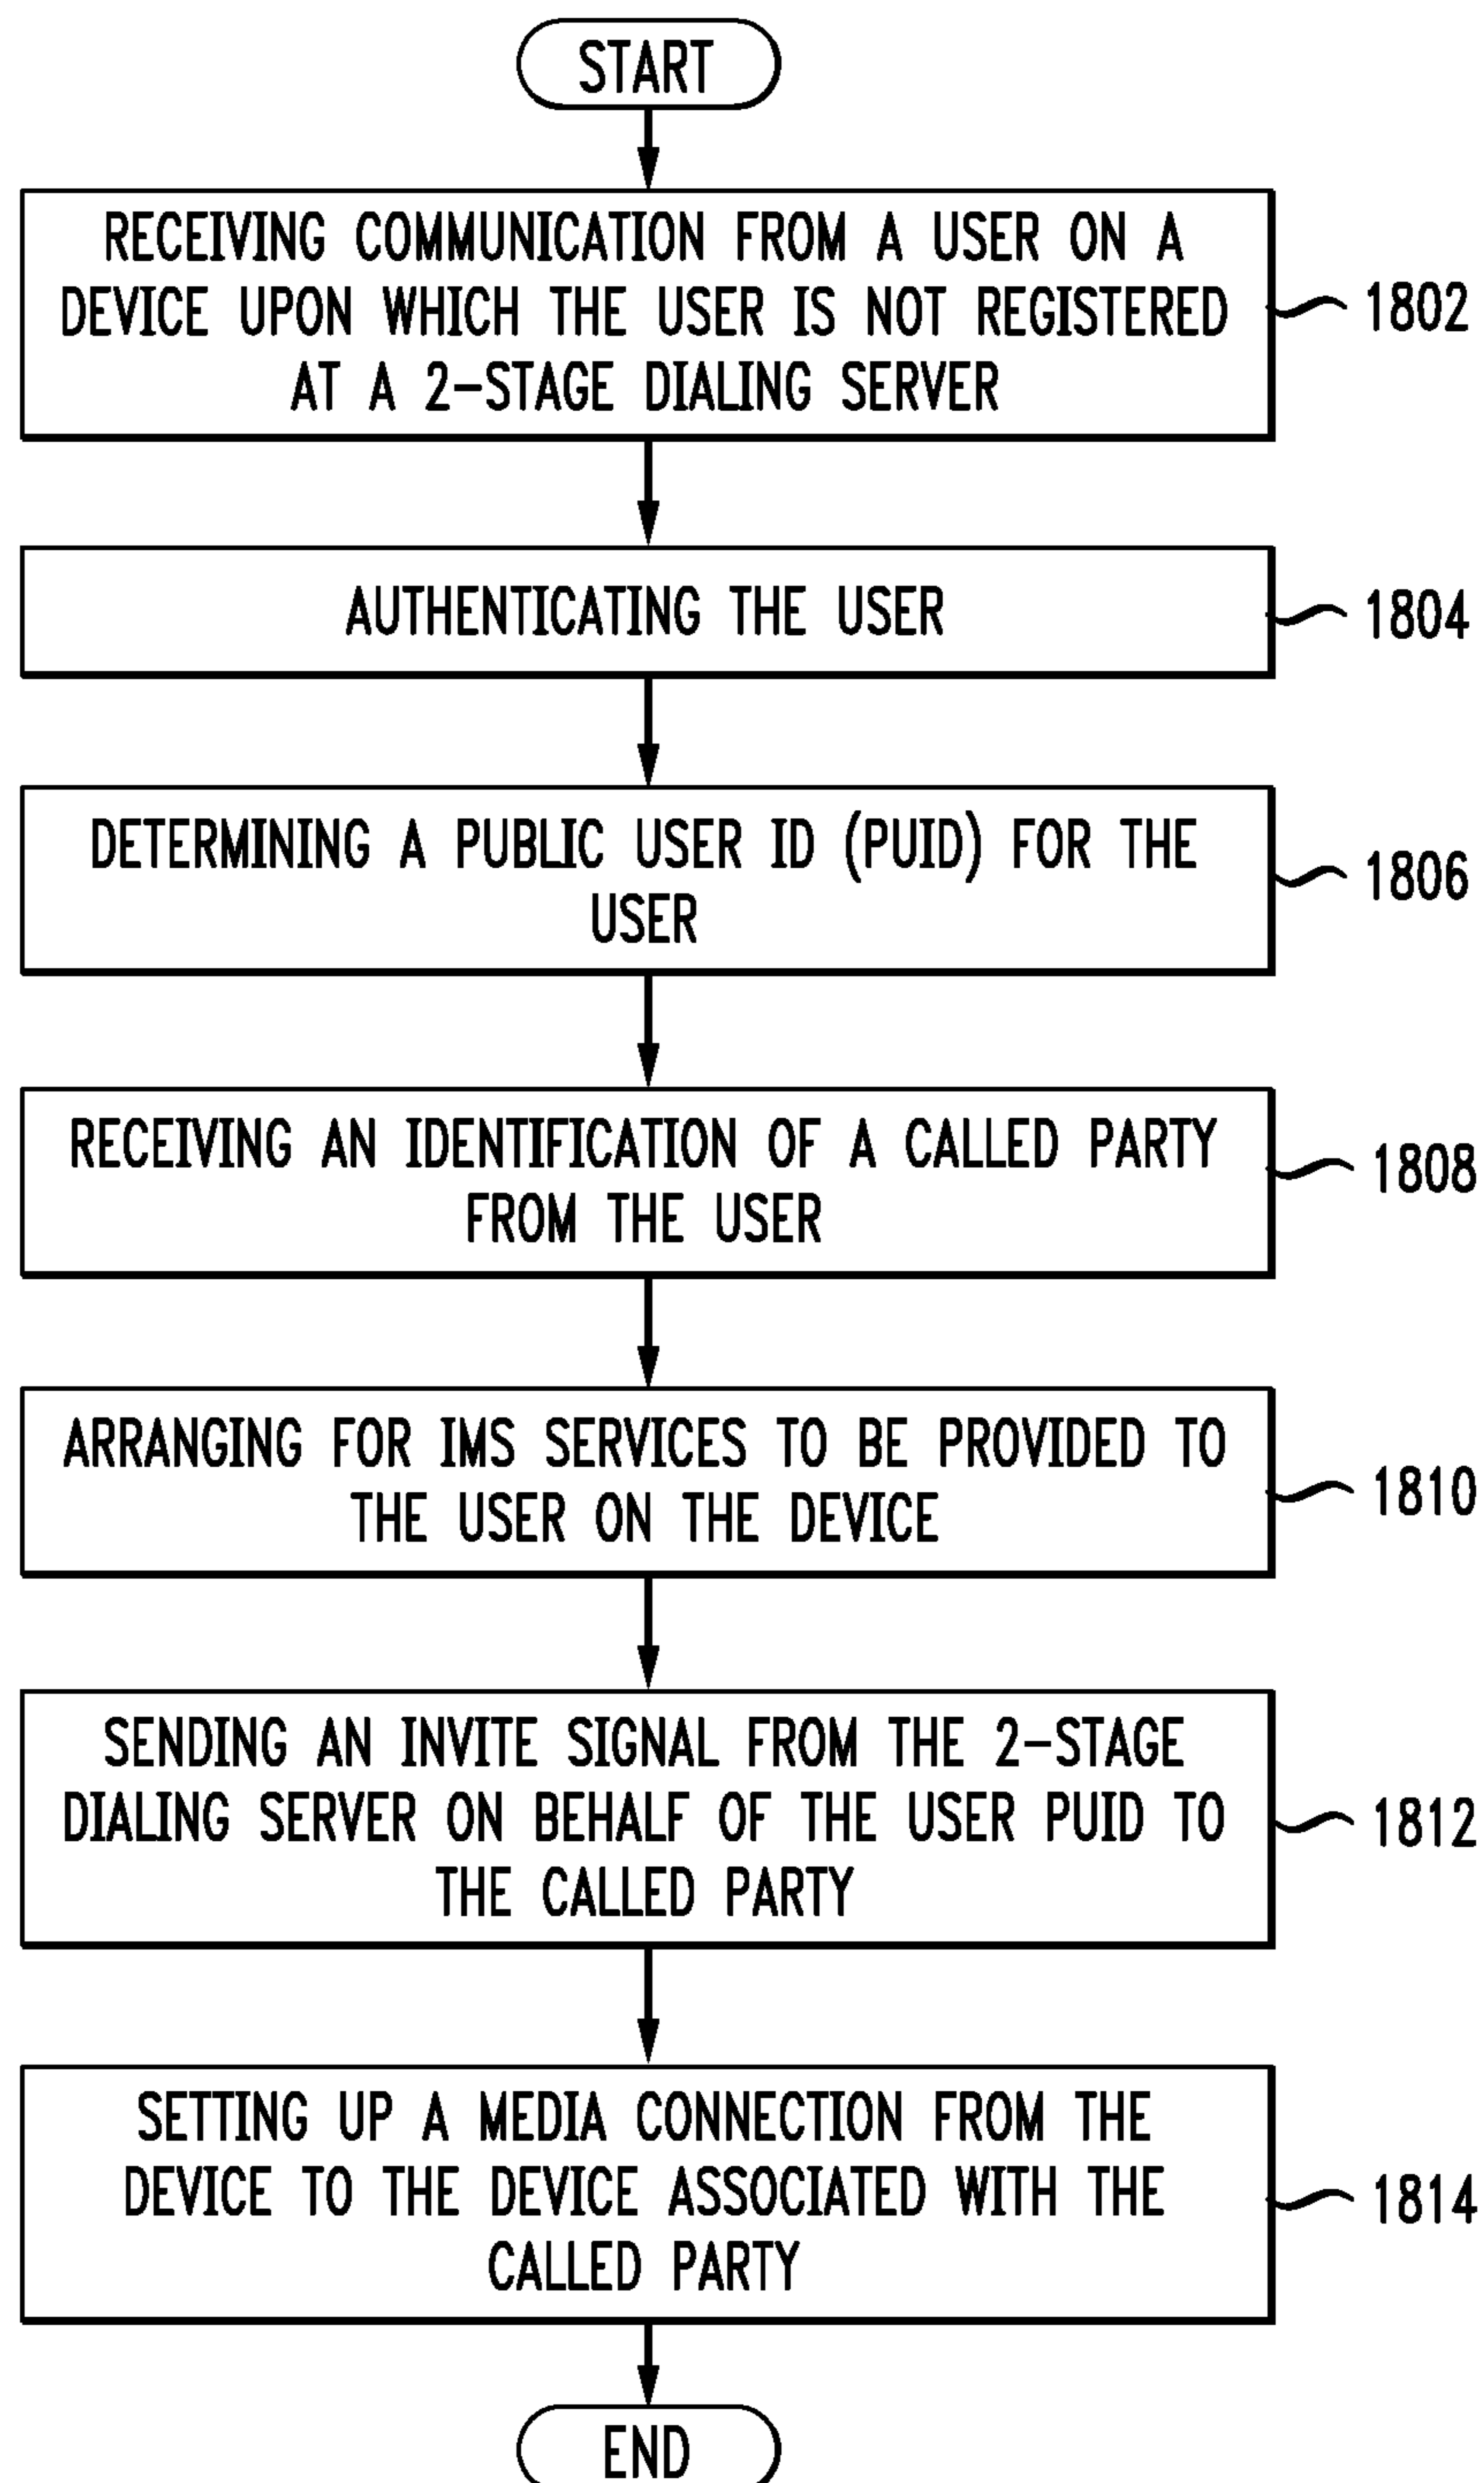 START
RECEIVING COMMUNICATION FROM A USER ON A
DEVICE UPON WHICH THE USER IS NOT REGISTERED
AT A 2-STAGE DIALING SERVER
1802
AUTHENTICATING THE USER
1804
DETERMINING A PUBLIC USER ID (PUID) FOR THE
USER
1806
RECEIVING AN IDENTIFICATION OF A CALLED PARTY
FROM THE USER
1808
ARRANGING FOR IMS SERVICES TO BE PROVIDED TO
THE USER ON THE DEVICE
1810
SENDING AN INVITE SIGNAL FROM THE 2-STAGE
DIALING SERVER ON BEHALF OF THE USER PUID TO
THE CALLED PARTY
1812
SETTING UP A MEDIA CONNECTION FROM THE
DEVICE TO THE DEVICE ASSOCIATED WITH THE
CALLED PARTY
1814
END